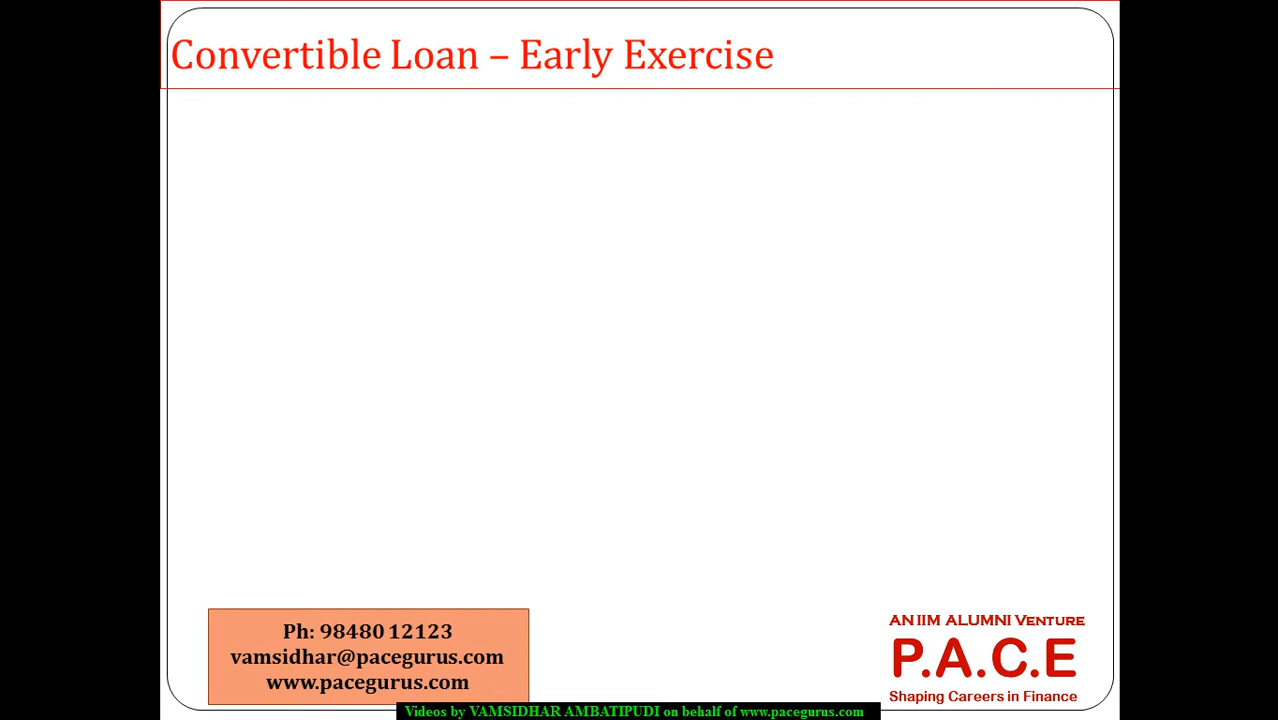 Convertible Loan – Early Exercise
Ph: 98480 12123
vamsidhar@pacegurus.com
www.pacegurus.com
AN IIM ALUMNI VENTURE
P.A.C.E
Shaping Careers in Finance
Videos by VAMSIDHAR AMBATIPUDI on behalf of www.pacegurus.com